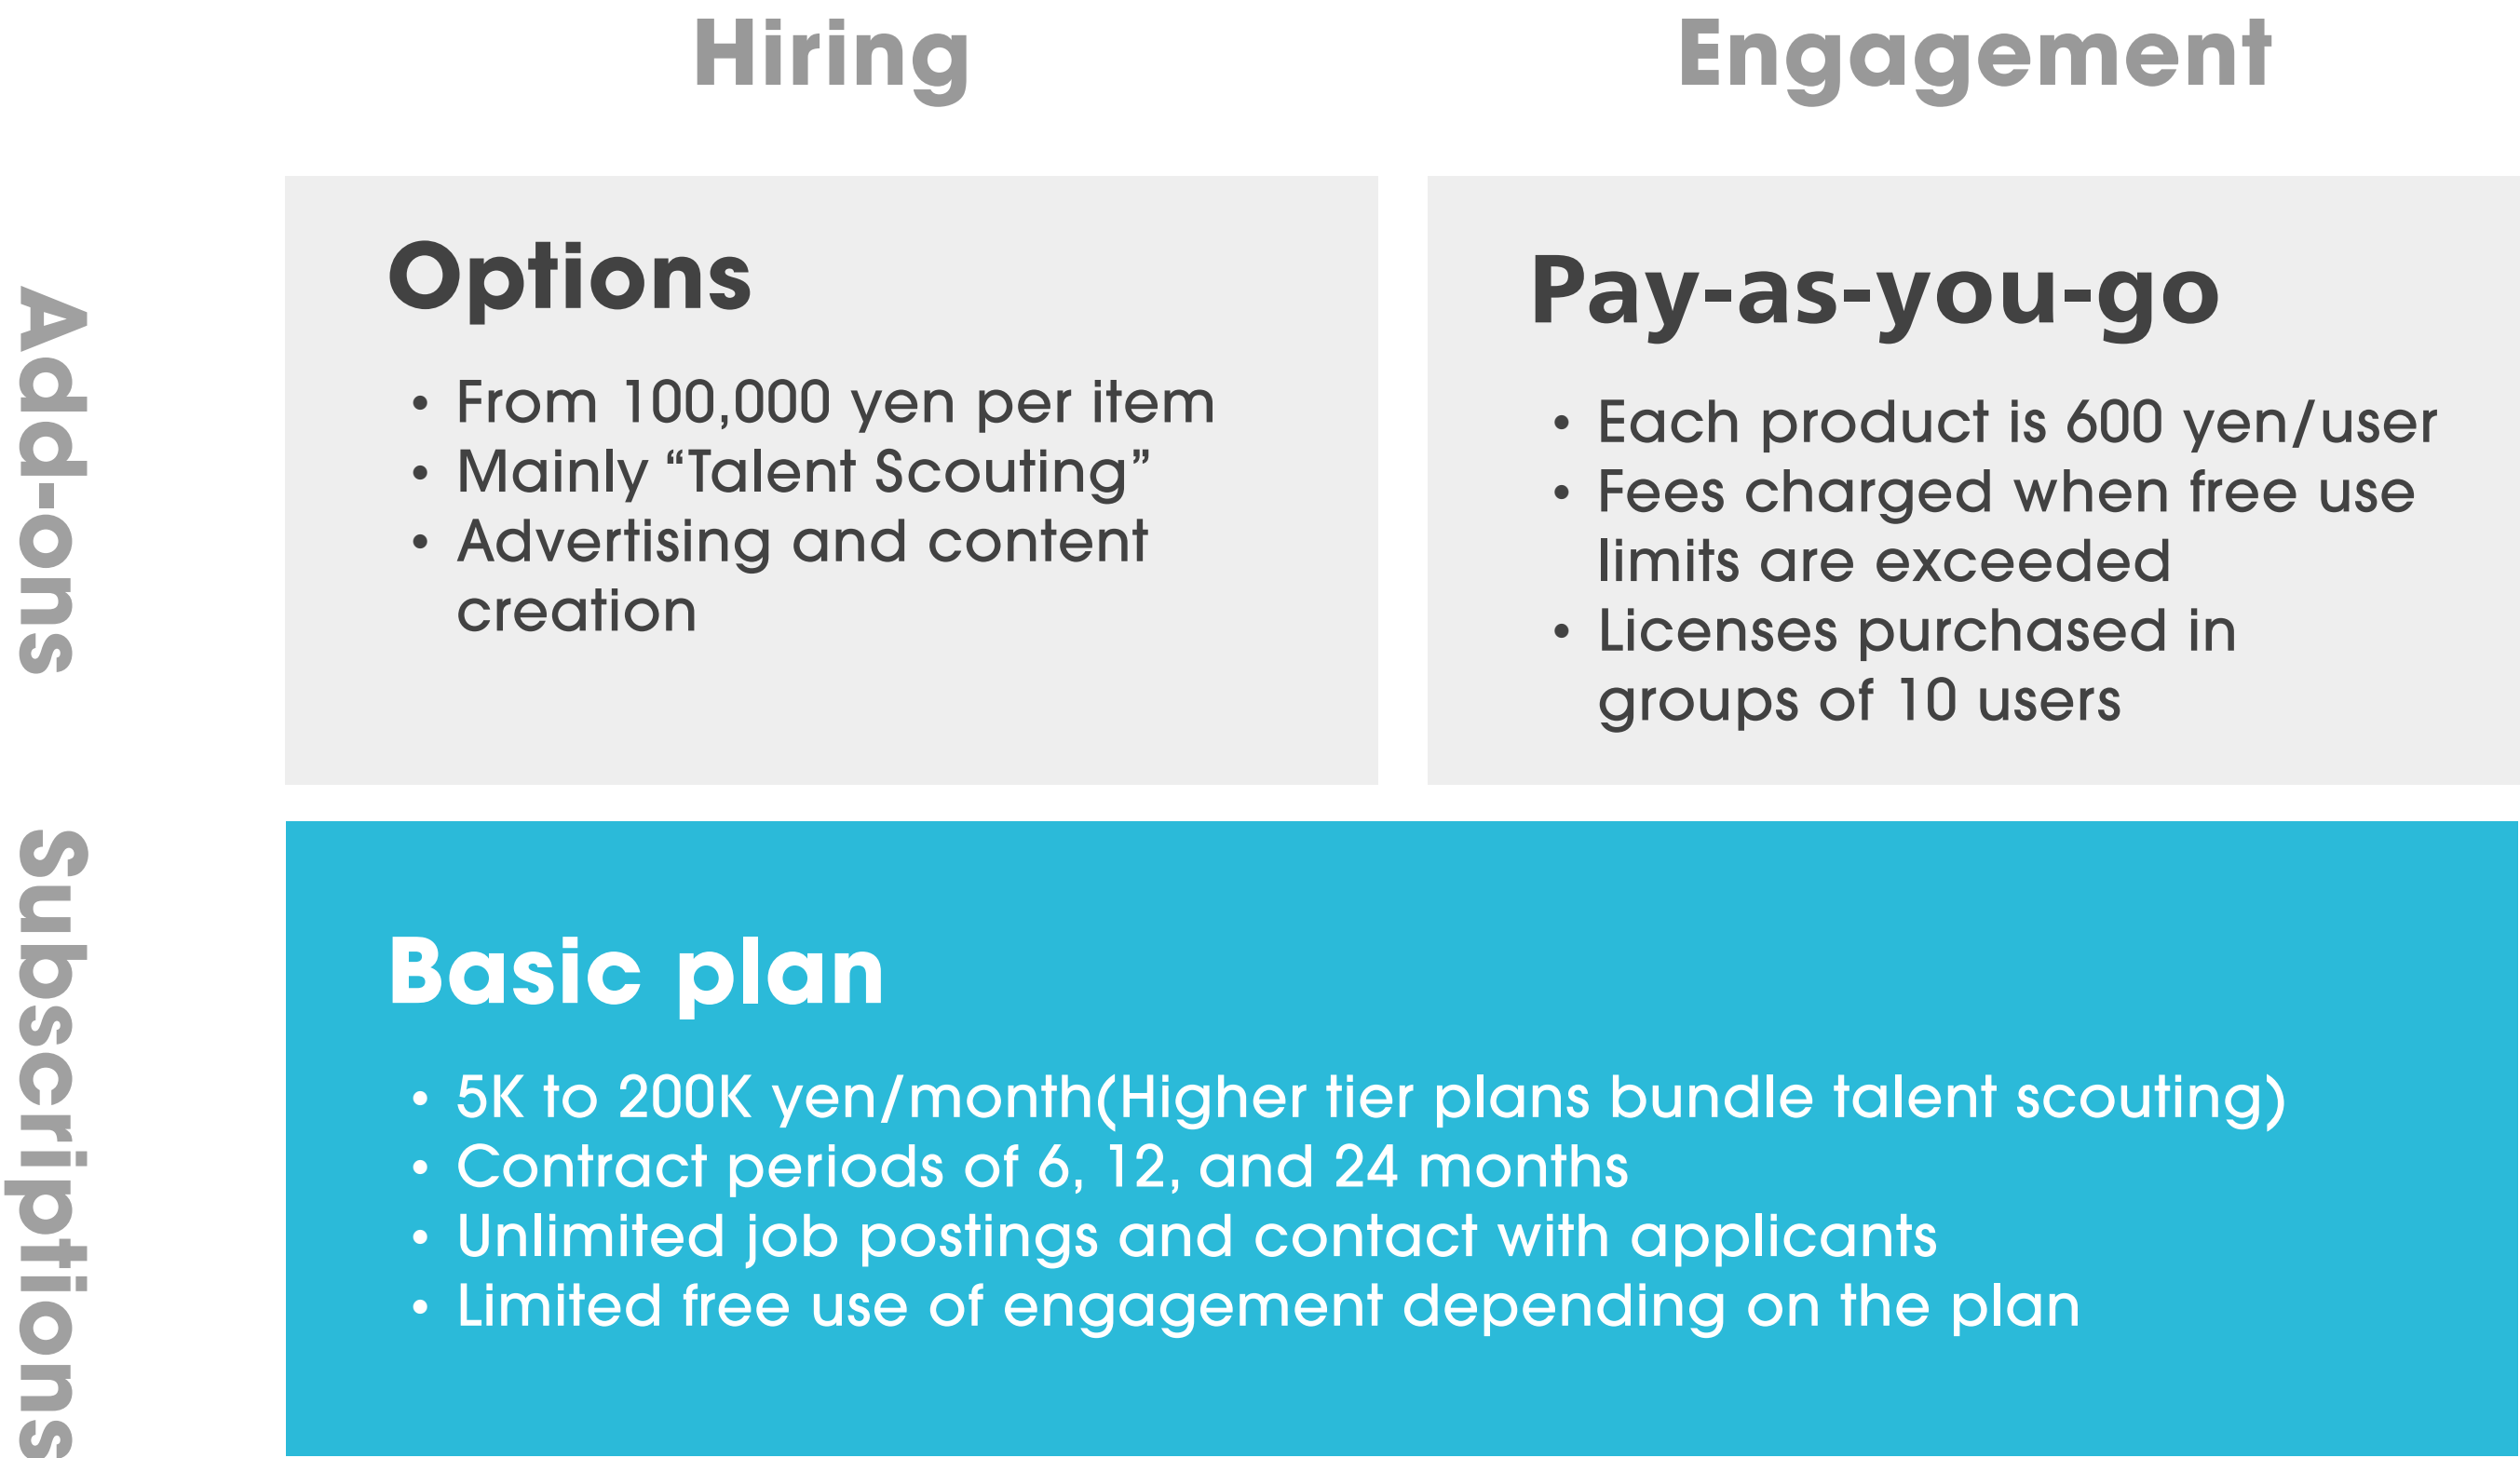 Hiring
Engagement
Add-ons
Options
• From 100,000 yen per item
• Mainly “Talent Scouting”
• Advertising and content
creation
Pay-as-you-go
• Each product is 600 yen/user
• Fees charged when free use
limits are exceeded
• Licenses purchased in
groups of 10 users
Subscriptions
Basic plan
• 5K to 200K yen/month(Higher tier plans bundle talent scouting)
• Contract periods of 6, 12, and 24 months
• Unlimited job postings and contact with applicants
• Limited free use of engagement depending on the plan